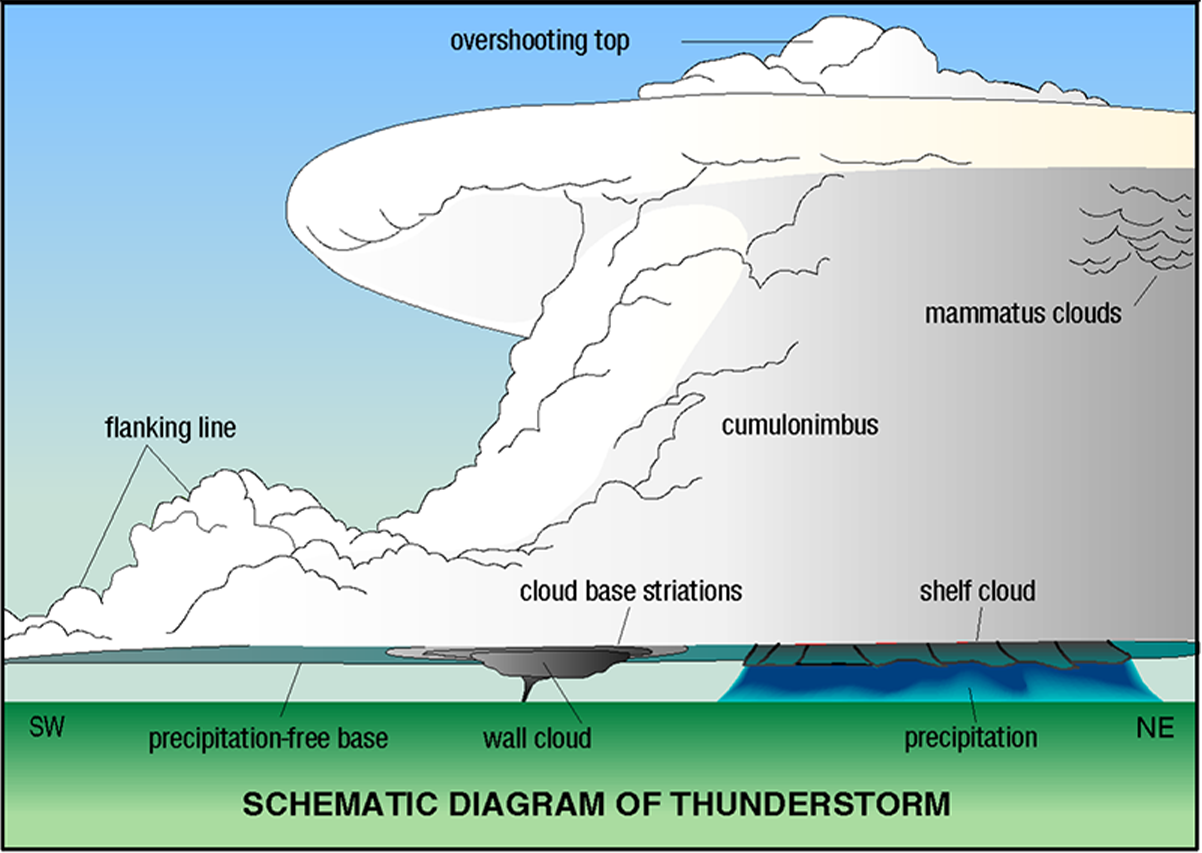 overshooting top
mammatus clouds
flanking line
cumulonimbus
cloud base striations
shelf cloud
SW
NE
precipitation-free base
wall cloud
precipitation
SCHEMATIC DIAGRAM OF THUNDERSTORM